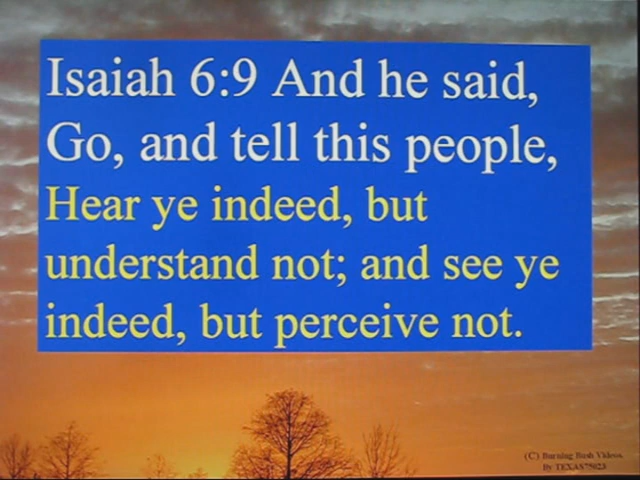 Isaiah 6:9 And he said,
Go, and tell this people,
Hear ye indeed, but
understand not; and see ye
indeed, but perceive not.
(C) Burning Bush Videos.
By TEXAS75023